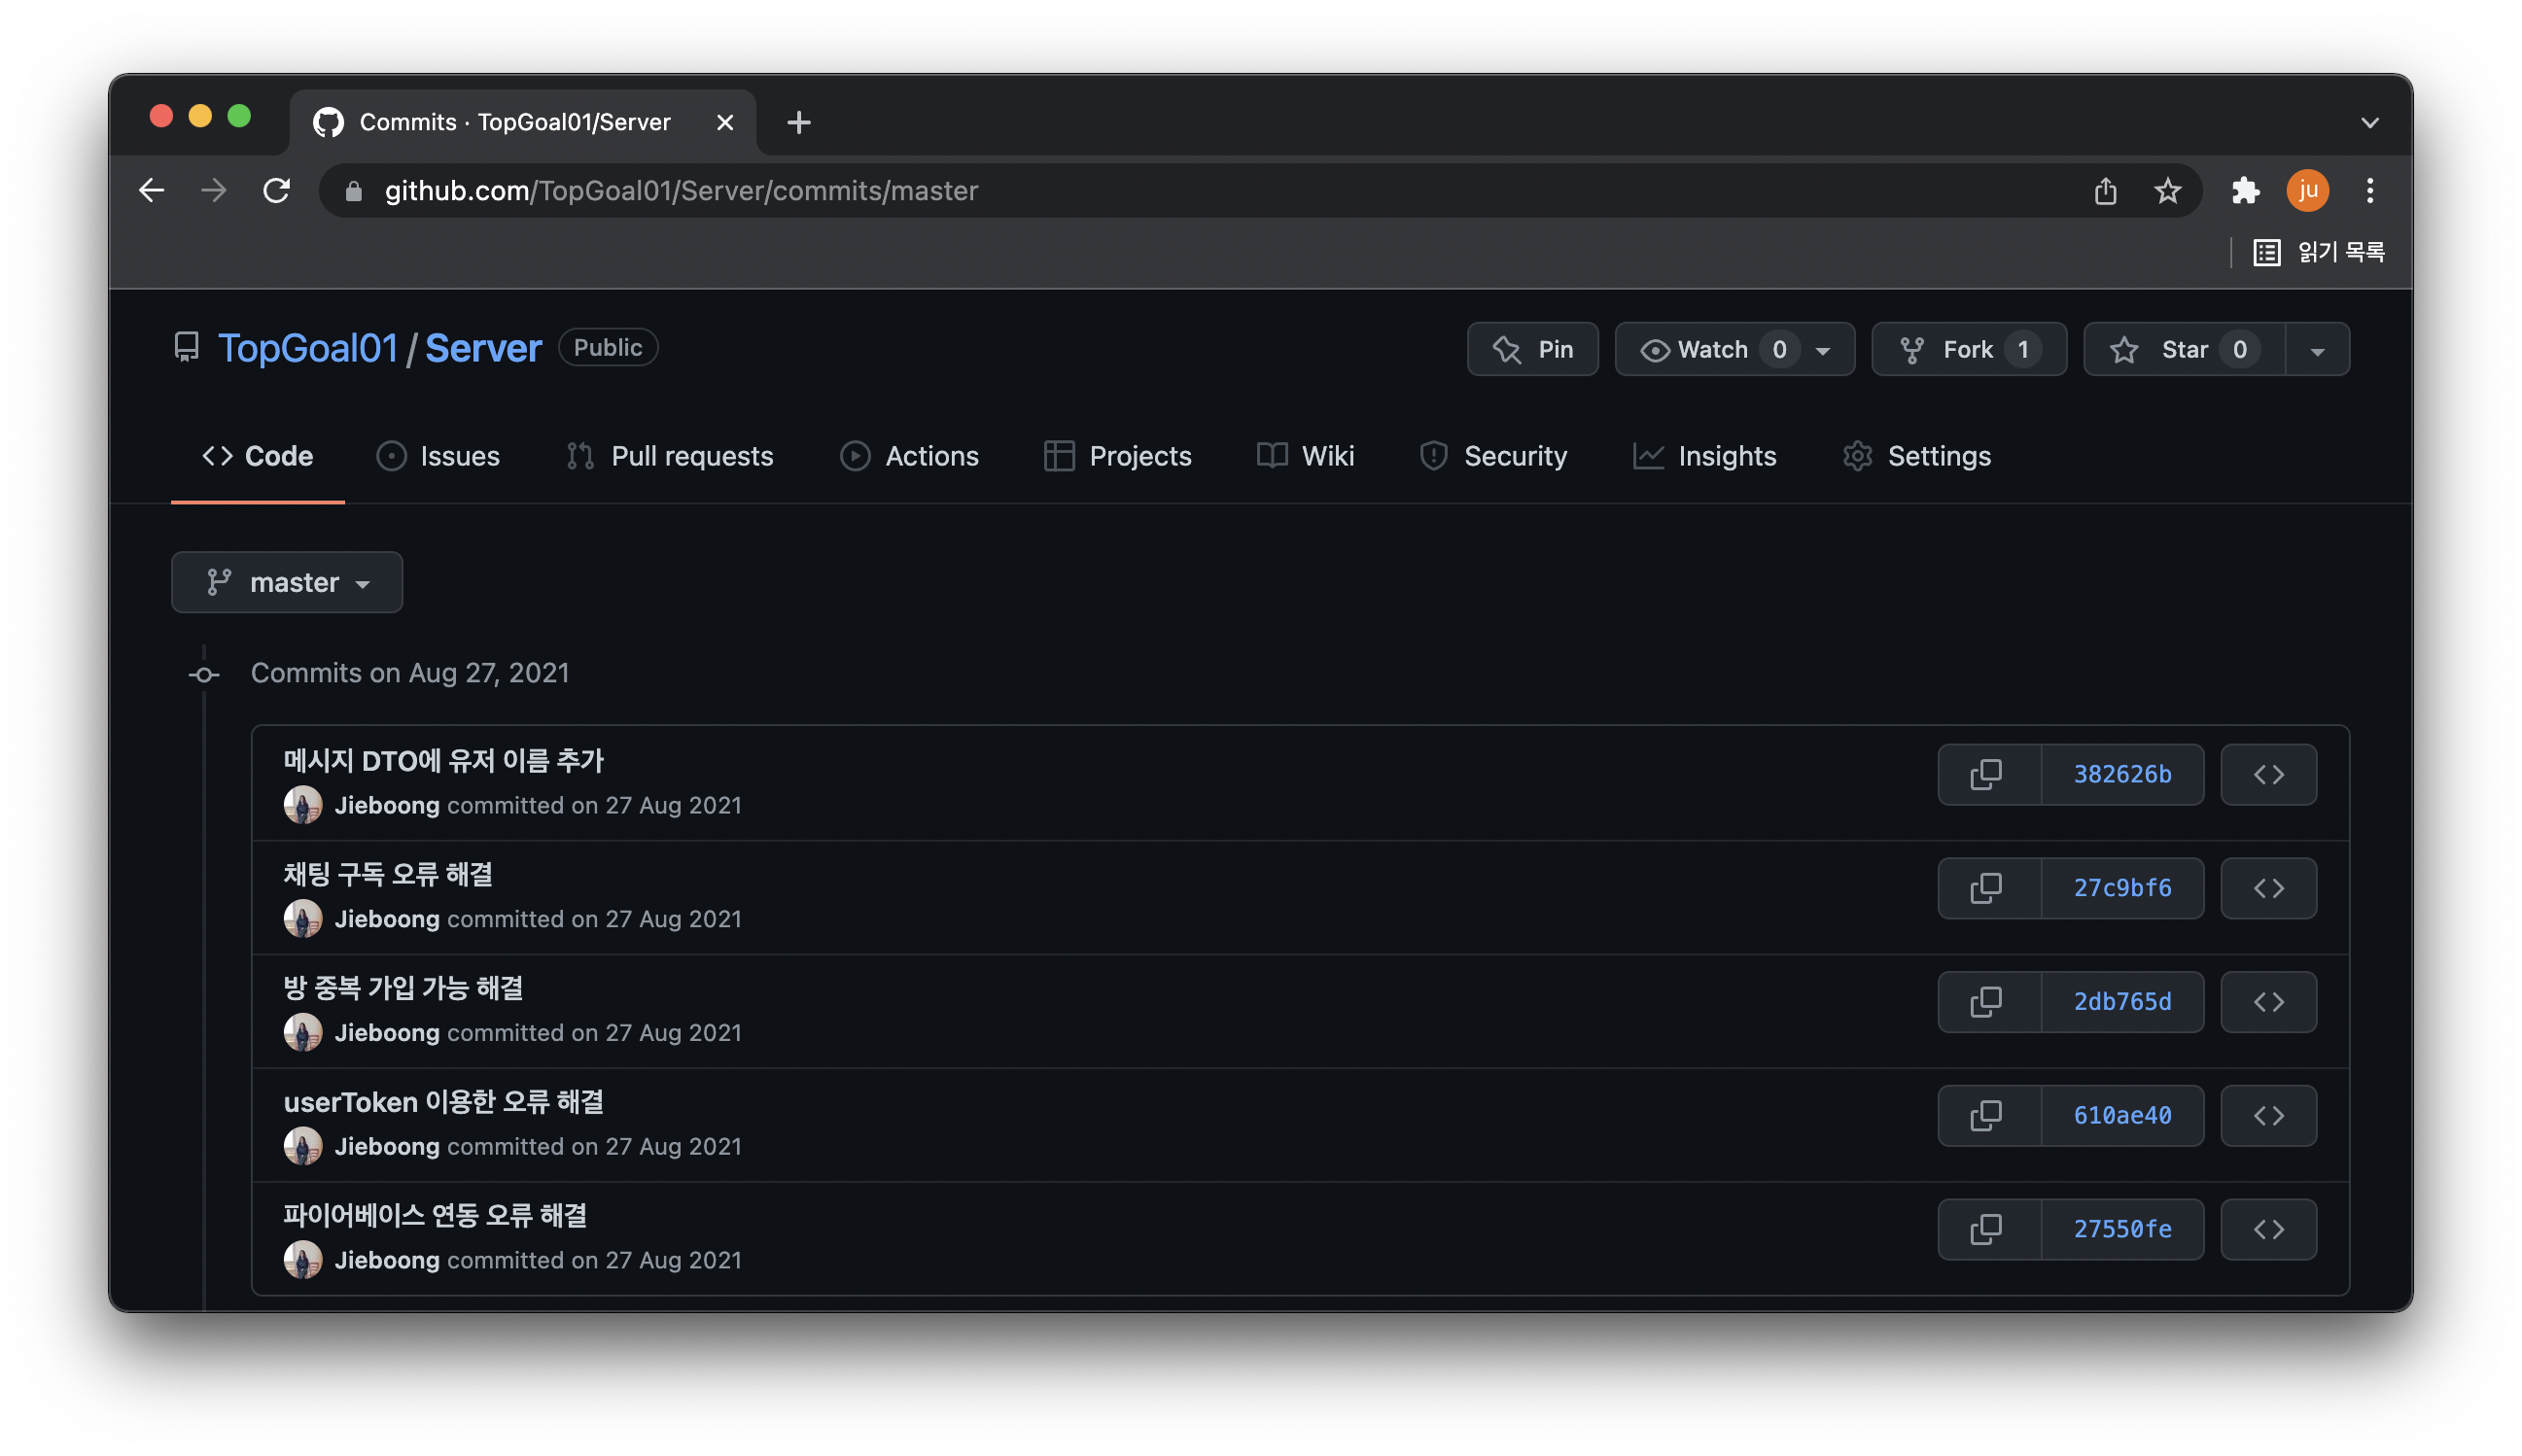 Commits · TopGoal01/Server
github.com/TopGoal01/Server/commits/master
ju
읽기 목록
TopGoal01 / Server Public
Pin Watch 0 Fork 1 Star 0
Code Issues Pull requests Actions Projects Wiki Security Insights Settings
master
Commits on Aug 27, 2021
메시지 DTO에 유저 이름 추가
Jieboong committed on 27 Aug 2021
382626b
채팅 구독 오류 해결
Jieboong committed on 27 Aug 2021
27c9bf6
방 중복 가입 가능 해결
Jieboong committed on 27 Aug 2021
2db765d
userToken 이용한 오류 해결
Jieboong committed on 27 Aug 2021
610ae40
파이어베이스 연동 오류 해결
Jieboong committed on 27 Aug 2021
27550fe